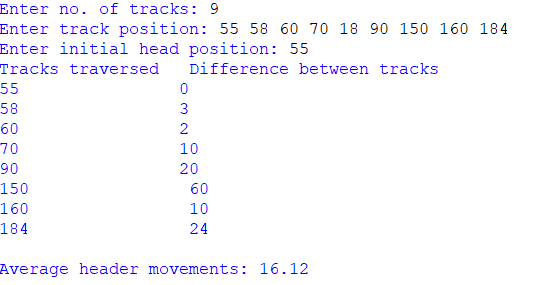 Enter no. of tracks: 9
Enter track position: 55 58 60 70 18 90 150 160 184
Enter initial head position: 55
Tracks traversed   Difference between tracks
55                0
58                3
60                2
70                10
90                20
150                60
160                10
184                24
Average header movements: 16.12